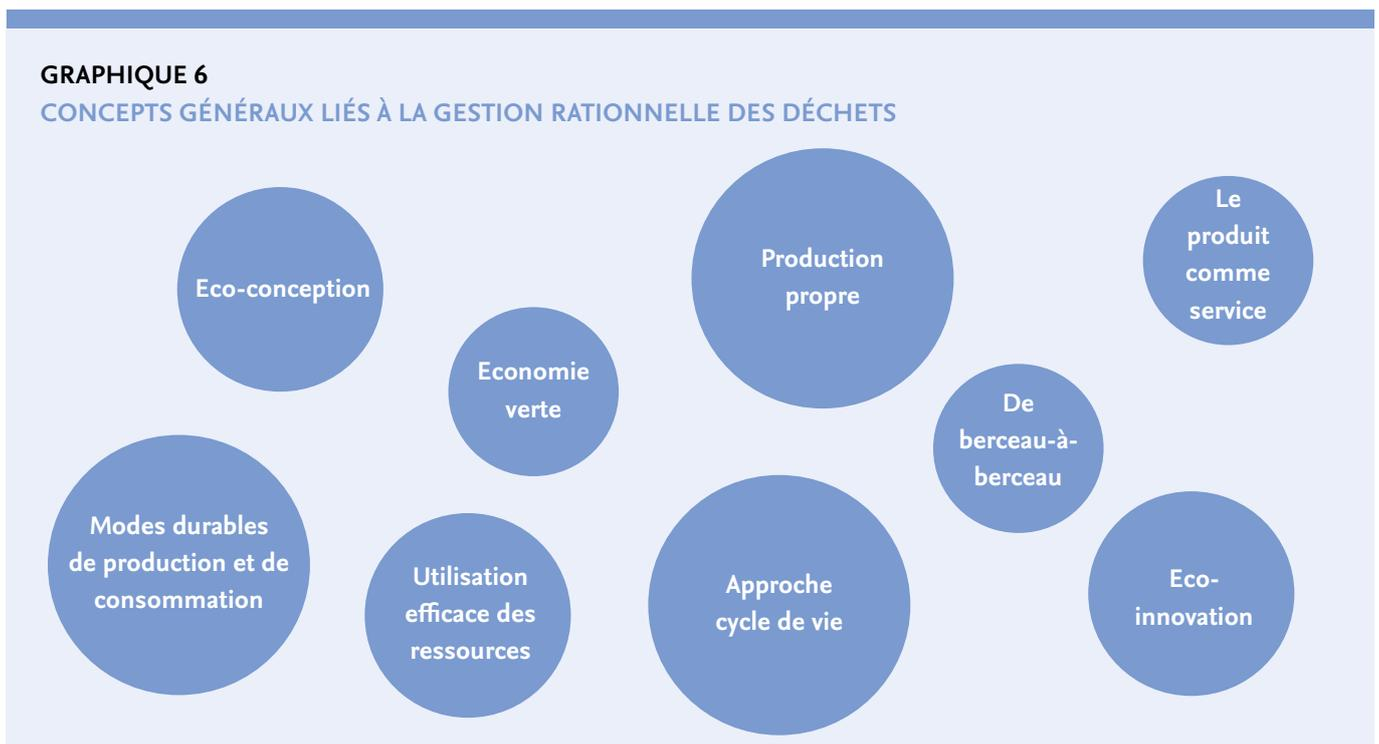 GRAPHIQUE 6
CONCEPTS GÉNÉRAUX LIÉS À LA GESTION RATIONNELLE DES DÉCHETS
Eco-conception
Economie
verte
Production
propre
Le
produit
comme
service
De
berceau-à-
berceau
Modes durables
de production et de
consommation
Utilisation
efficace des
ressources
Approche
cycle de vie
Eco-
innovation